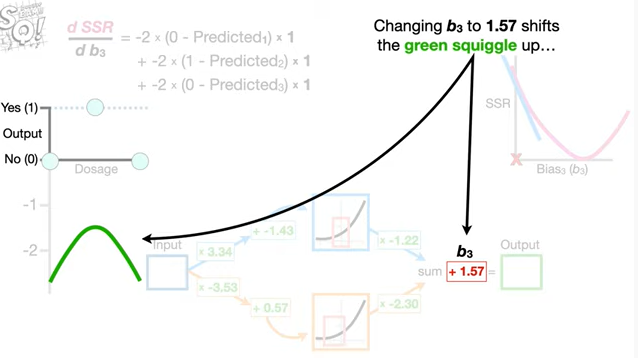 StatQuest!
d SSR
d b₃
= -2 × (0 - Predicted₁) × 1
+ -2 × (1 - Predicted₂) × 1
+ -2 × (0 - Predicted₃) × 1
Changing b₃ to 1.57 shifts
the green squiggle up…
SSR
Bias₃ (b₃)
Yes (1)
Output
No (0)
Dosage
-1
-2
Input
× 3.34
+ -1.43
× -1.22
× -3.53
+ 0.57
× -2.30
b₃
sum
+ 1.57
=
Output